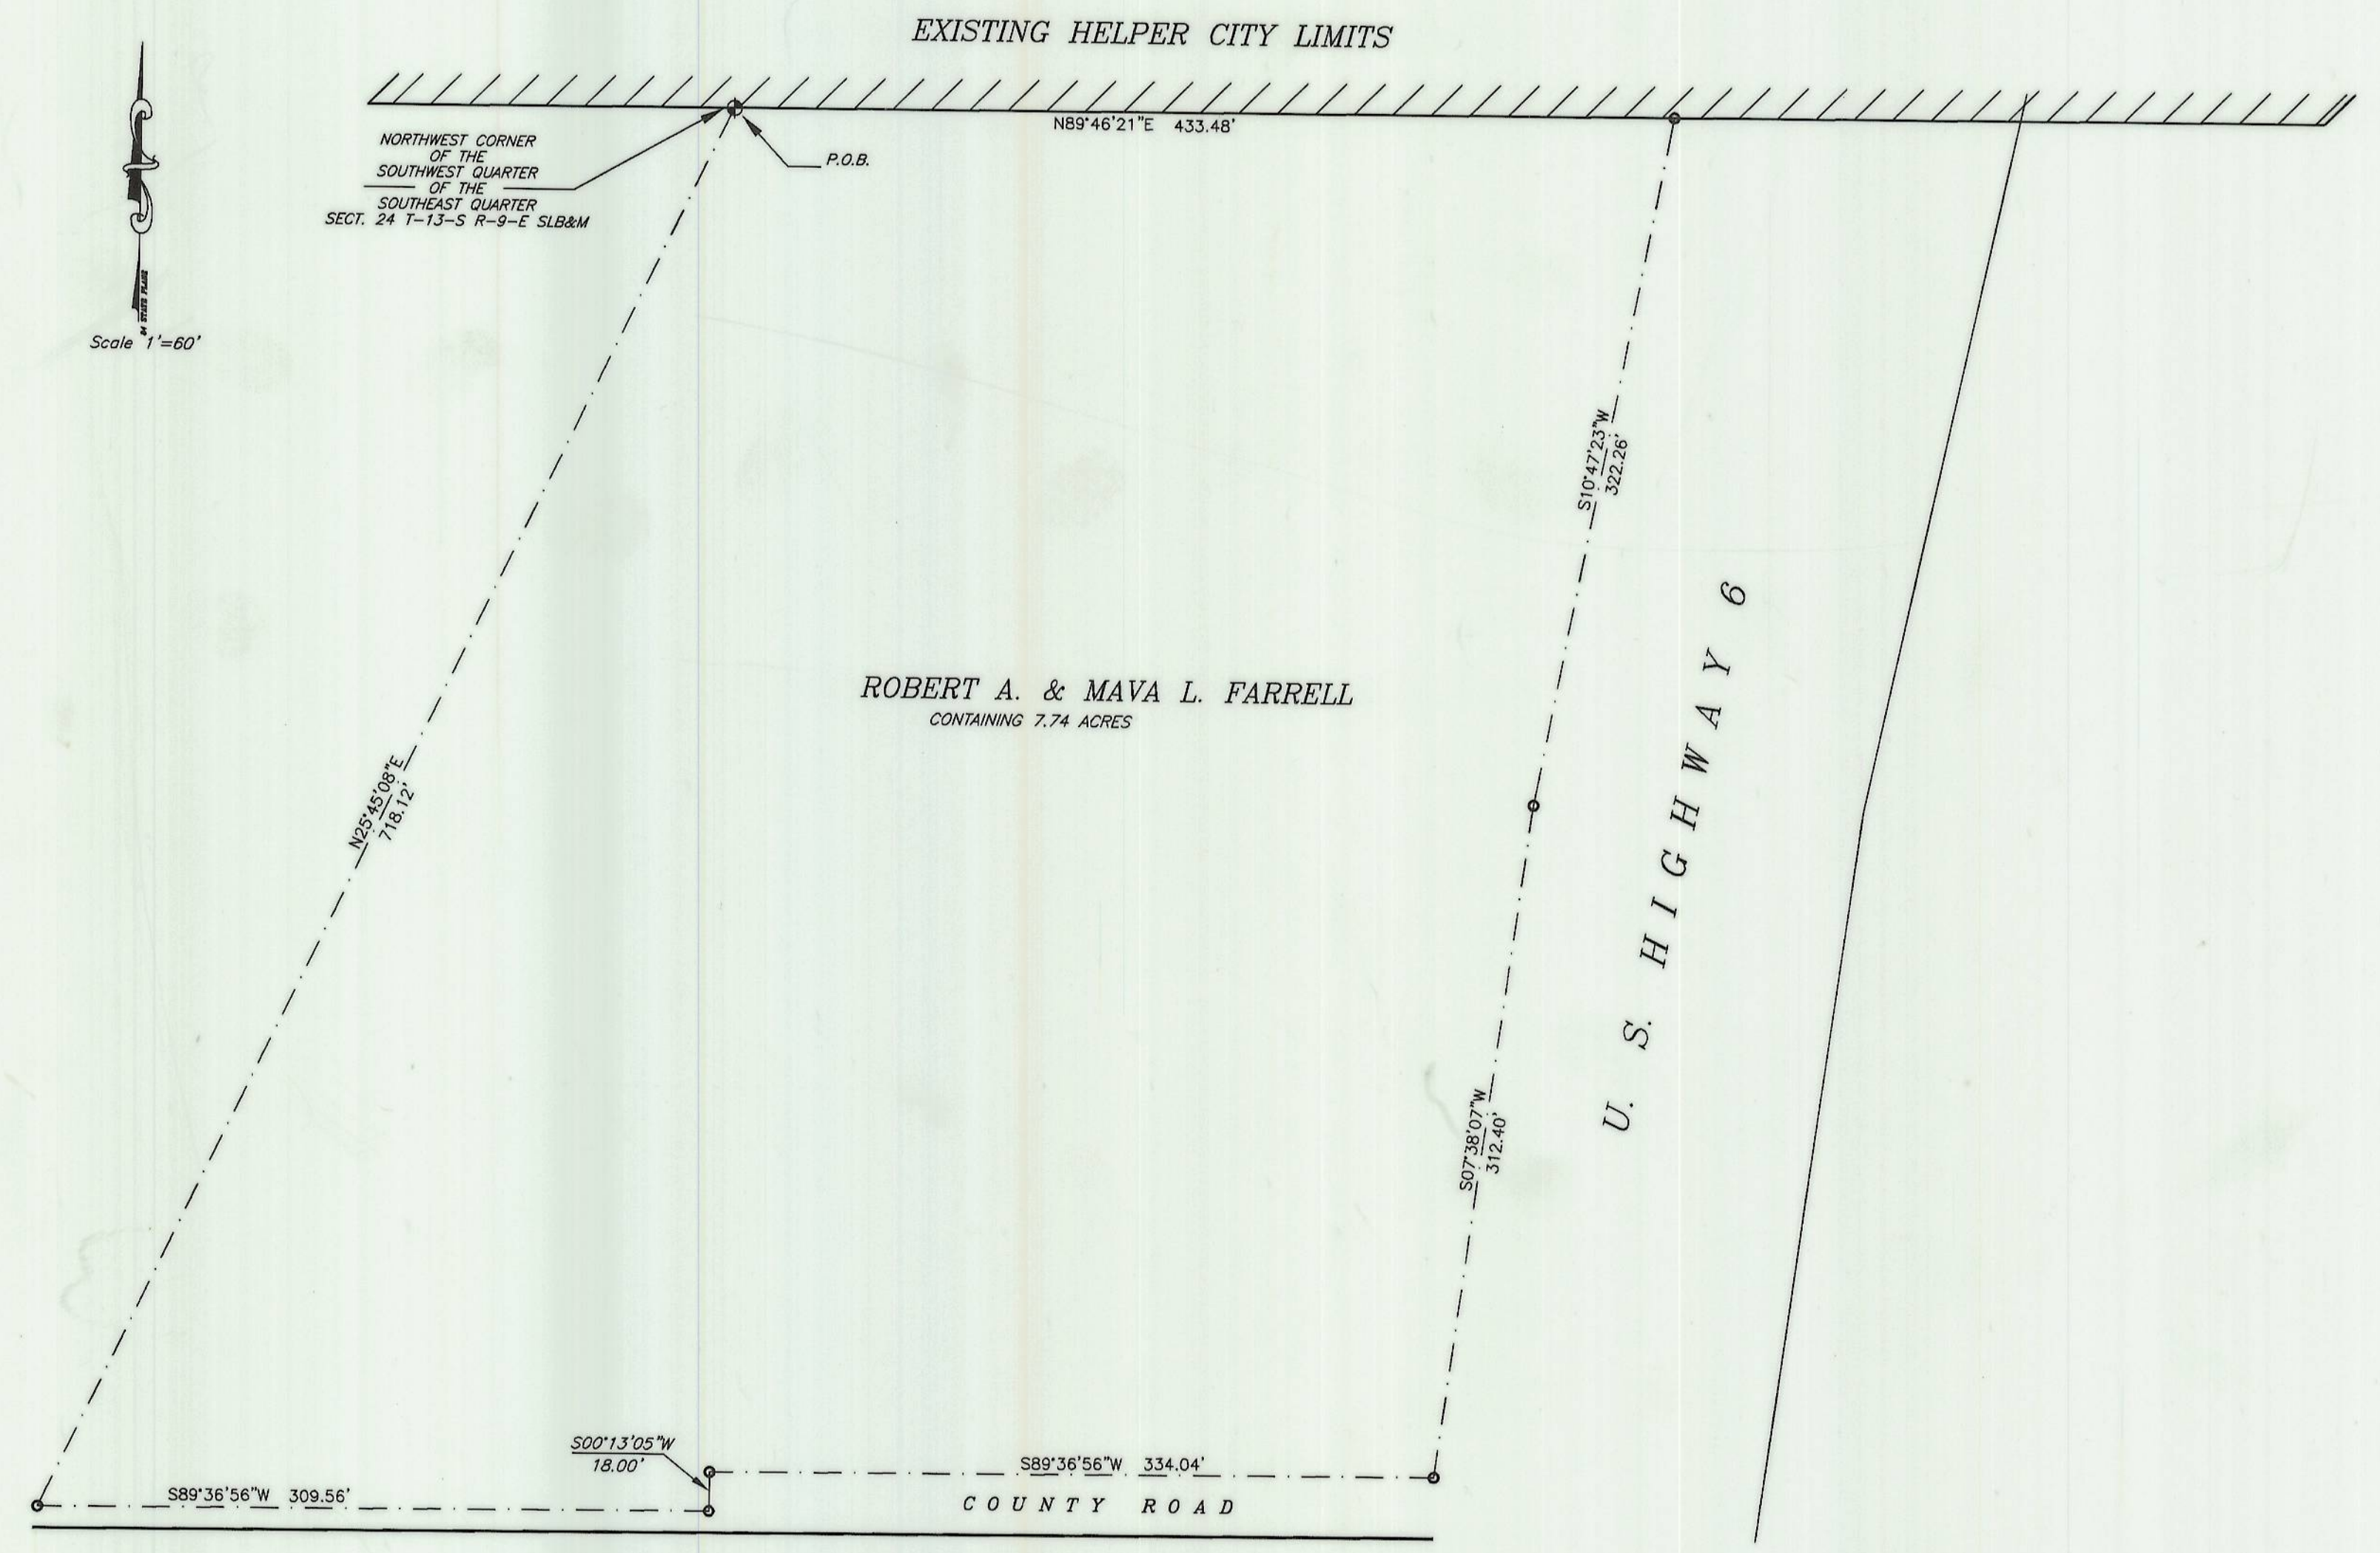 EXISTING HELPER CITY LIMITS
N89°46'21"E 433.48'
NORTHWEST CORNER
OF THE
SOUTHWEST QUARTER
OF THE
SOUTHEAST QUARTER
SECT. 24 T-13-S R-9-E SLB&M
P.O.B.
STATE PLANE
Scale 1'=60'
S10°47'23"W
322.26'
U. S. HIGHWAY 6
ROBERT A. & MAVA L. FARRELL
CONTAINING 7.74 ACRES
N25°45'08"E
718.12'
S07°38'07"W
312.40'
S00°13'05"W
18.00'
S89°36'56"W 334.04'
S89°36'56"W 309.56'
COUNTY ROAD